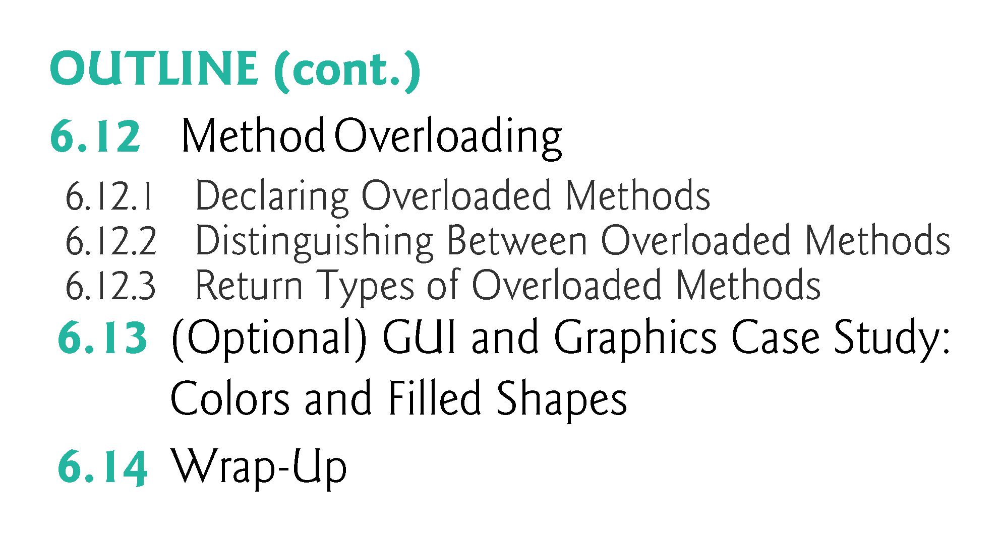 OUTLINE (cont.)
6.12 Method Overloading
6.12.1 Declaring Overloaded Methods
6.12.2 Distinguishing Between Overloaded Methods
6.12.3 Return Types of Overloaded Methods
6.13 (Optional) GUI and Graphics Case Study:
Colors and Filled Shapes
6.14 Wrap-Up